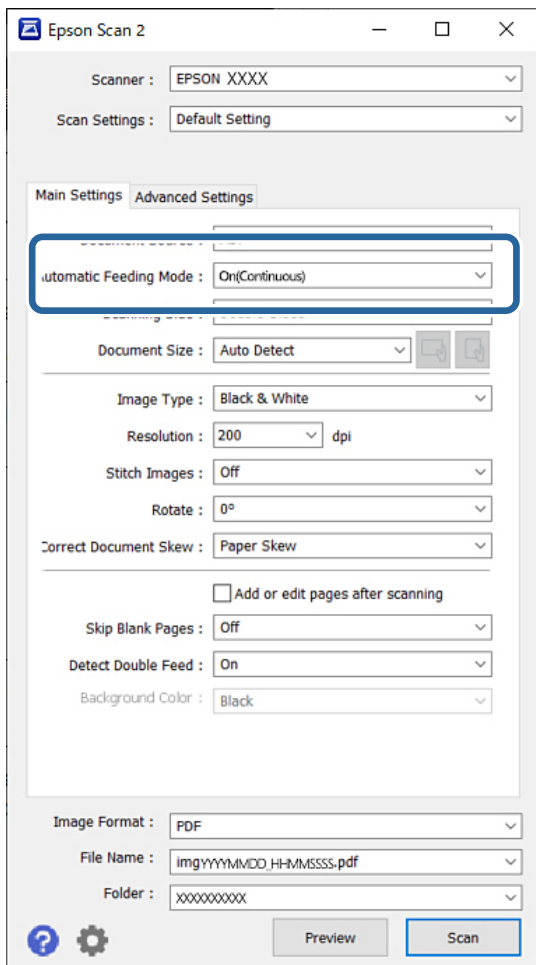 Epson Scan 2
Scanner : EPSON XXXX
Scan Settings : Default Setting
Main Settings Advanced Settings
utomatic Feeding Mode : On(Continuous)
Document Size : Auto Detect
Image Type : Black & White
Resolution : 200 dpi
Stitch Images : Off
Rotate : 0°
Correct Document Skew : Paper Skew
Add or edit pages after scanning
Skip Blank Pages : Off
Detect Double Feed : On
Background Color : Black
Image Format : PDF
File Name : imgYYYYMMDD_HHMMSSSS.pdf
Folder : XXXXXXXXXX
Preview Scan